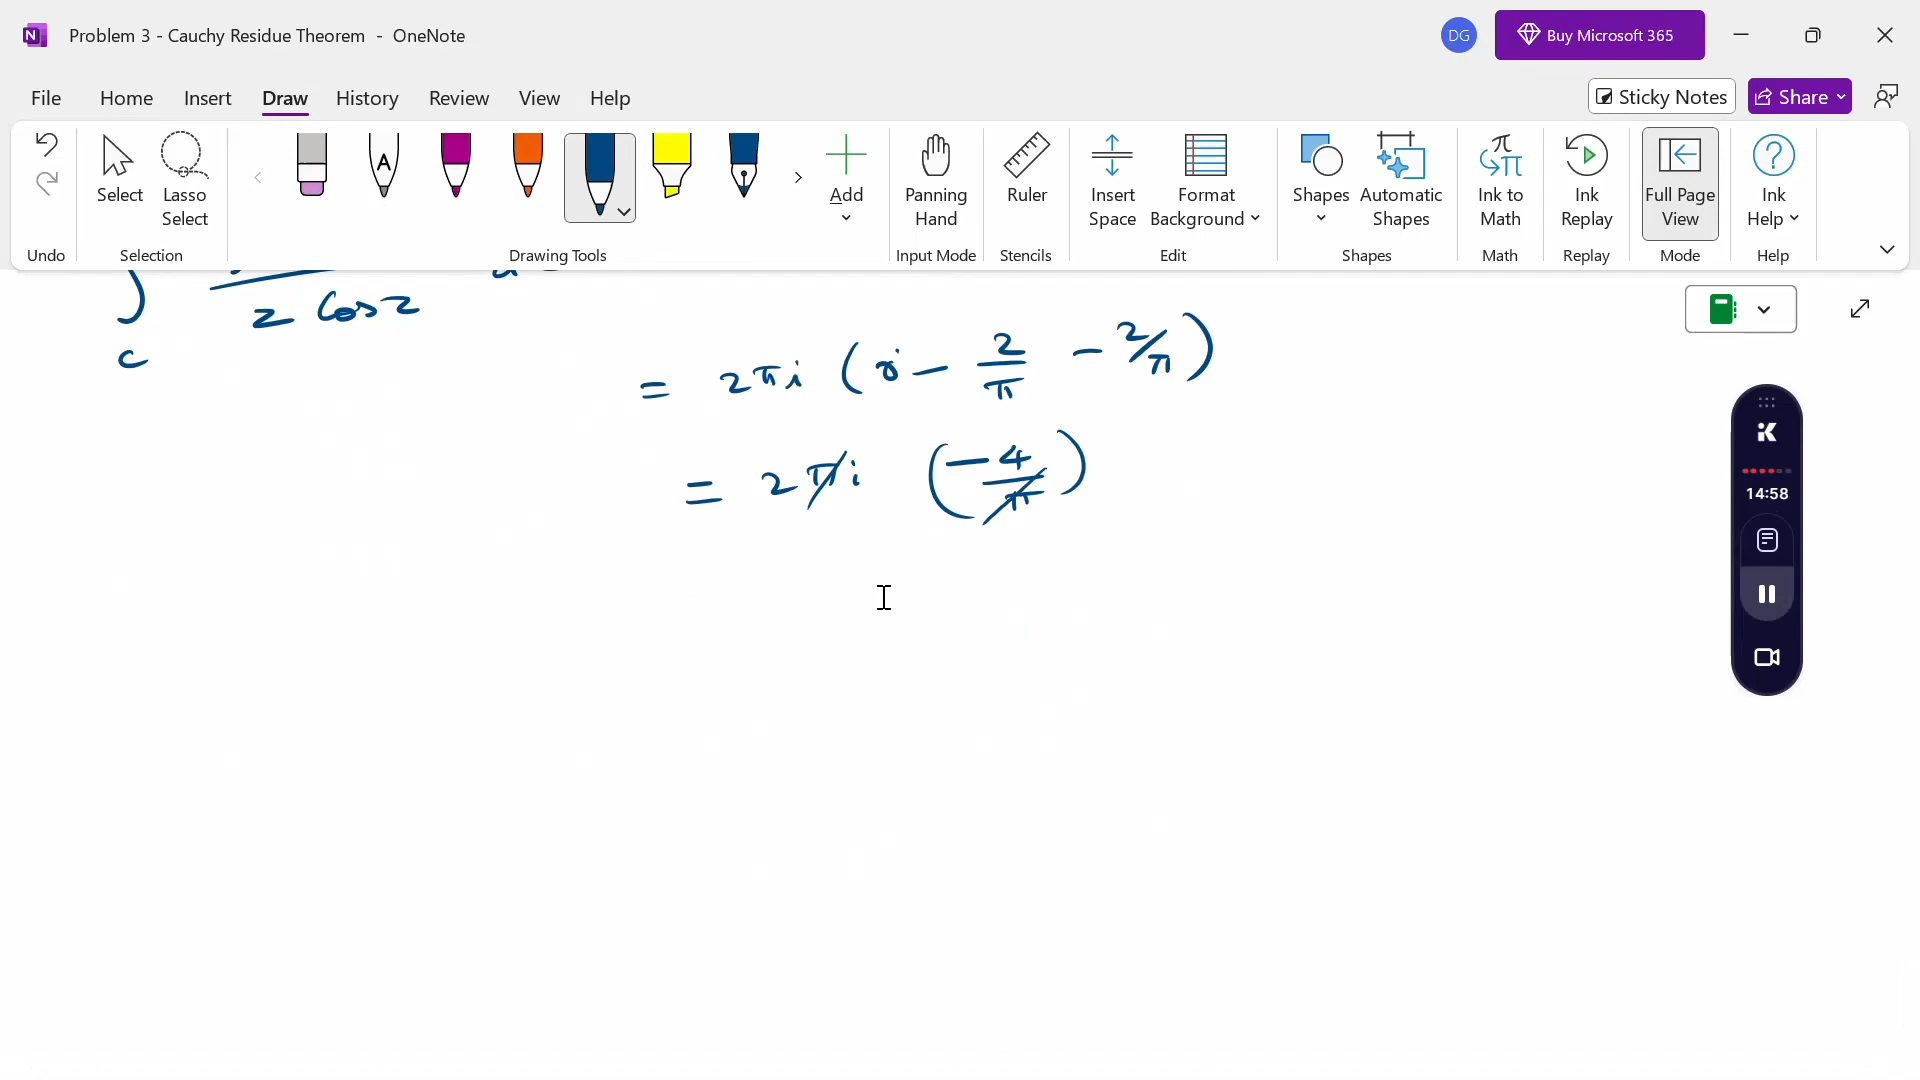 Problem 3 - Cauchy Residue Theorem - OneNote
DG
Buy Microsoft 365
File Home Insert Draw History Review View Help
Sticky Notes Share
Select
Lasso Select
A
Add
Panning Hand
Ruler
Insert Space
Format Background
Shapes
Automatic Shapes
Ink to Math
Ink Replay
Full Page View
Ink Help
Undo Selection Drawing Tools Input Mode Stencils Edit Shapes Math Replay Mode Help
∫ z Cos z
c
= 2πi ( - 2/π - 2/π )
= 2πi ( -4/π )
14:58